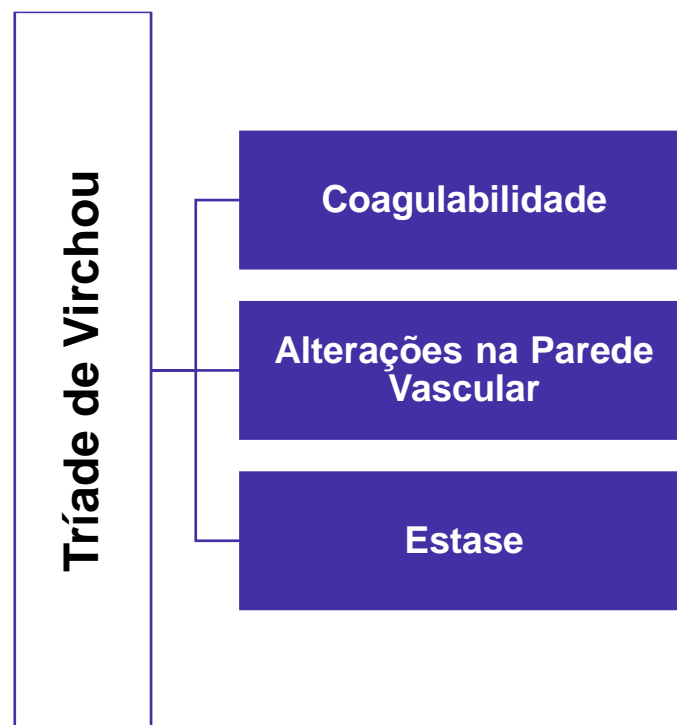 Tríade de Virchou
Coagulabilidade
Alterações na Parede
Vascular
Estase